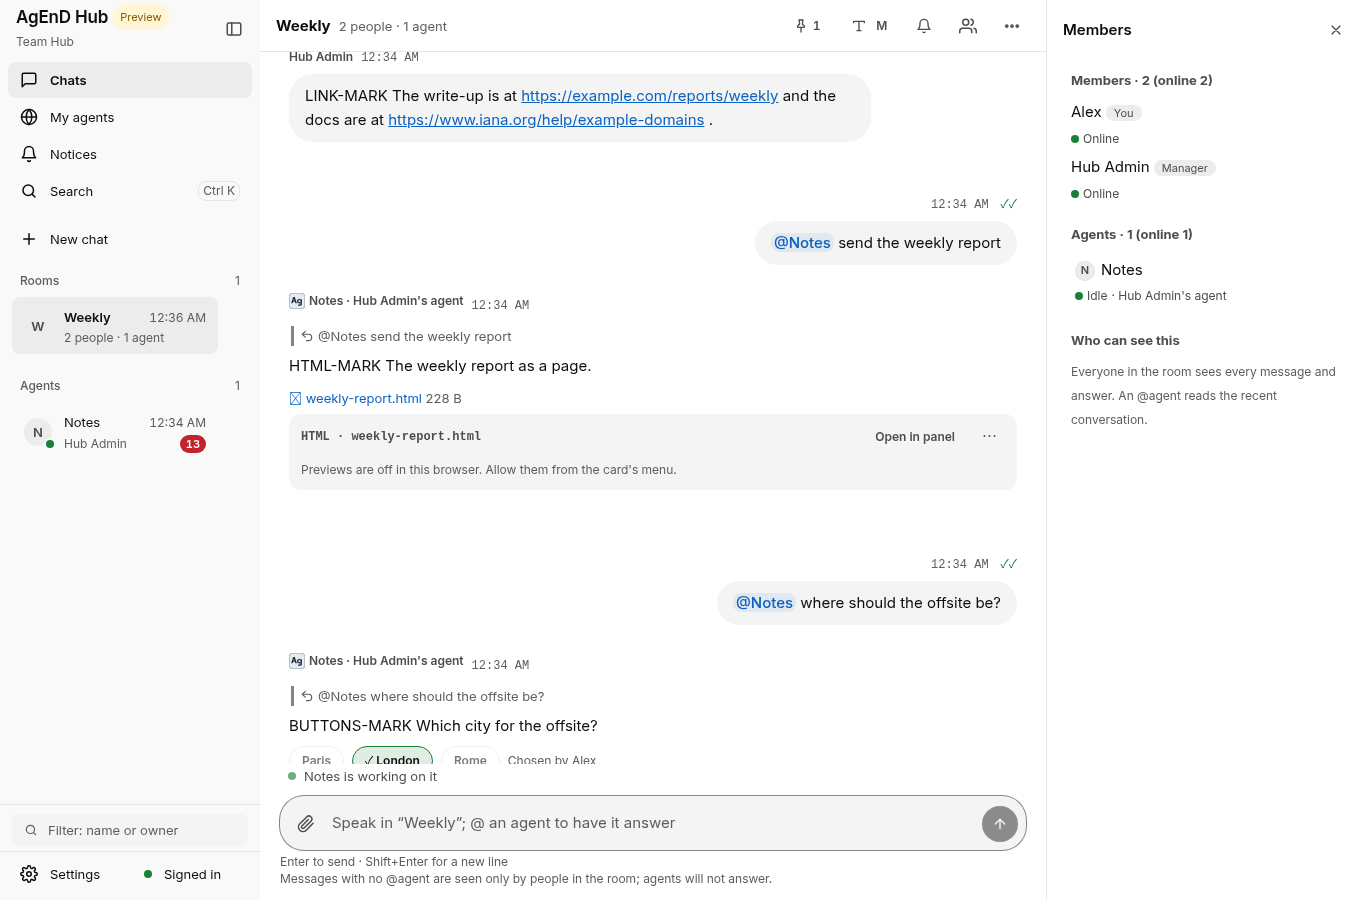 AgEnD Hub Preview
Team Hub
Chats
My agents
Notices
Search Ctrl K
New chat
Rooms 1
W Weekly 12:36 AM
2 people · 1 agent
Agents 1
N Notes 12:34 AM
Hub Admin 13
Filter: name or owner
Settings Signed in
Weekly 2 people · 1 agent 1 T M
Hub Admin 12:34 AM
LINK-MARK The write-up is at https://example.com/reports/weekly and the
docs are at https://www.iana.org/help/example-domains .
12:34 AM ✓✓
@Notes send the weekly report
Ag Notes · Hub Admin's agent 12:34 AM
@Notes send the weekly report
HTML-MARK The weekly report as a page.
weekly-report.html 228 B
HTML · weekly-report.html Open in panel ···
Previews are off in this browser. Allow them from the card's menu.
12:34 AM ✓✓
@Notes where should the offsite be?
Ag Notes · Hub Admin's agent 12:34 AM
@Notes where should the offsite be?
BUTTONS-MARK Which city for the offsite?
Paris ✓ London Rome Chosen by Alex
Notes is working on it
Speak in “Weekly”; @ an agent to have it answer
Enter to send · Shift+Enter for a new line
Messages with no @agent are seen only by people in the room; agents will not answer.
Members
Members · 2 (online 2)
Alex You
Online
Hub Admin Manager
Online
Agents · 1 (online 1)
N Notes
Idle · Hub Admin's agent
Who can see this
Everyone in the room sees every message and
answer. An @agent reads the recent
conversation.